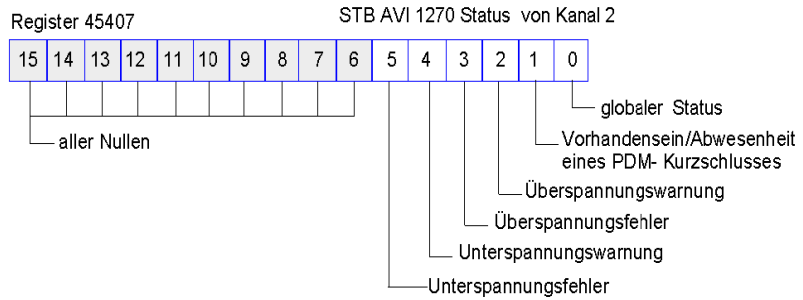 Register 45407
STB AVI 1270 Status von Kanal 2
15 14 13 12 11 10 9 8 7 6 5 4 3 2 1 0
globaler Status
aller Nullen
Vorhandensein/Abwesenheit
eines PDM- Kurzschlusses
Überspannungswarnung
Überspannungsfehler
Unterspannungswarnung
Unterspannungsfehler